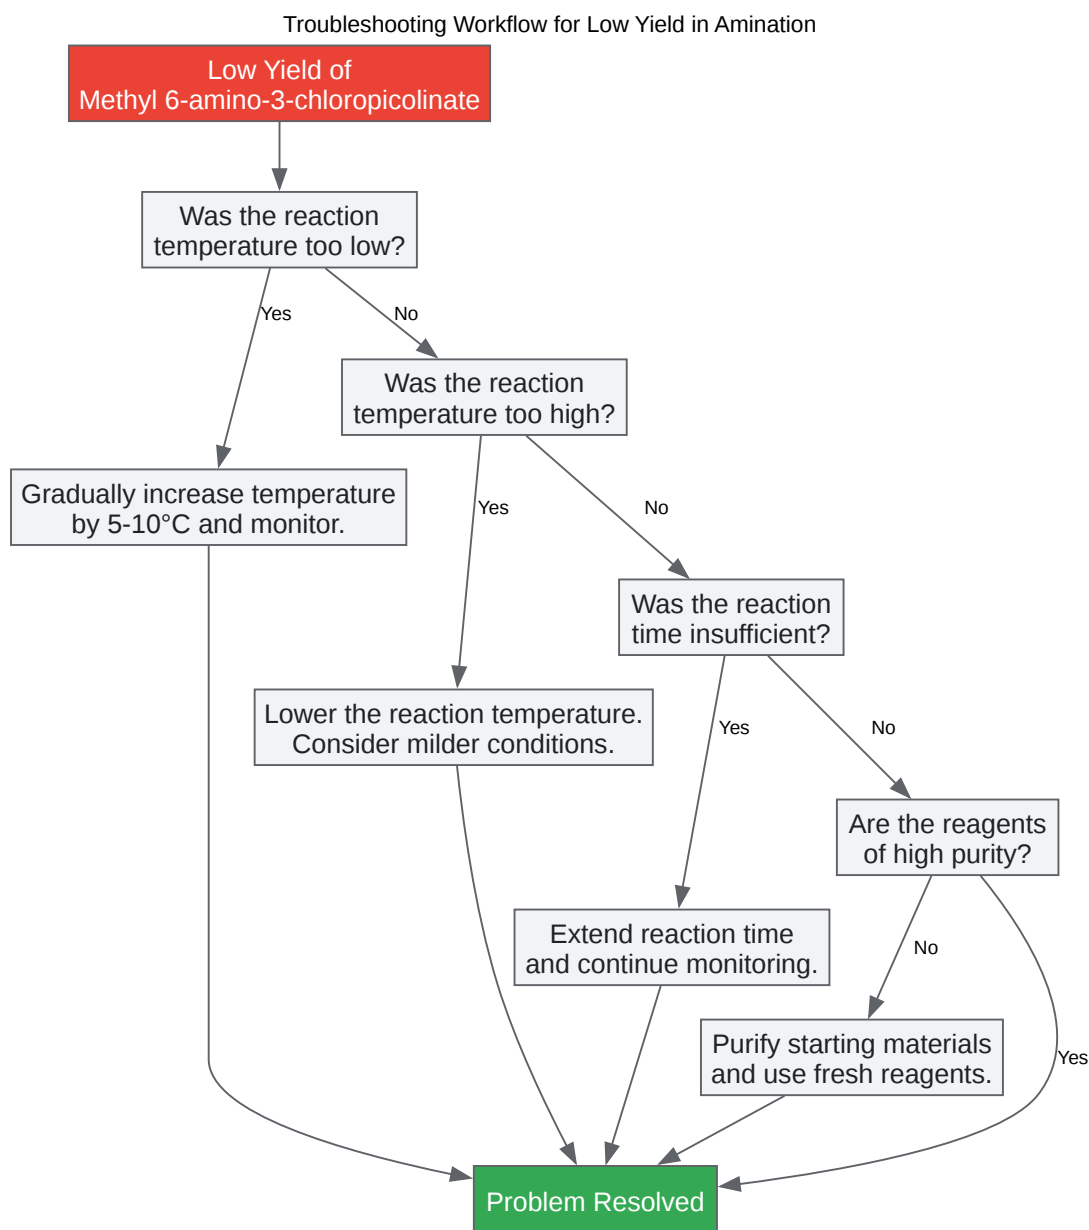 Troubleshooting Workflow for Low Yield in Amination
Low Yield of
Methyl 6-amino-3-chloropicolinate
Was the reaction
temperature too low?
Yes
No
Was the reaction
temperature too high?
Gradually increase temperature
by 5-10°C and monitor.
Yes
No
Was the reaction
time insufficient?
Lower the reaction temperature.
Consider milder conditions.
Yes
No
Are the reagents
of high purity?
Extend reaction time
and continue monitoring.
No
Purify starting materials
and use fresh reagents.
Yes
Problem Resolved